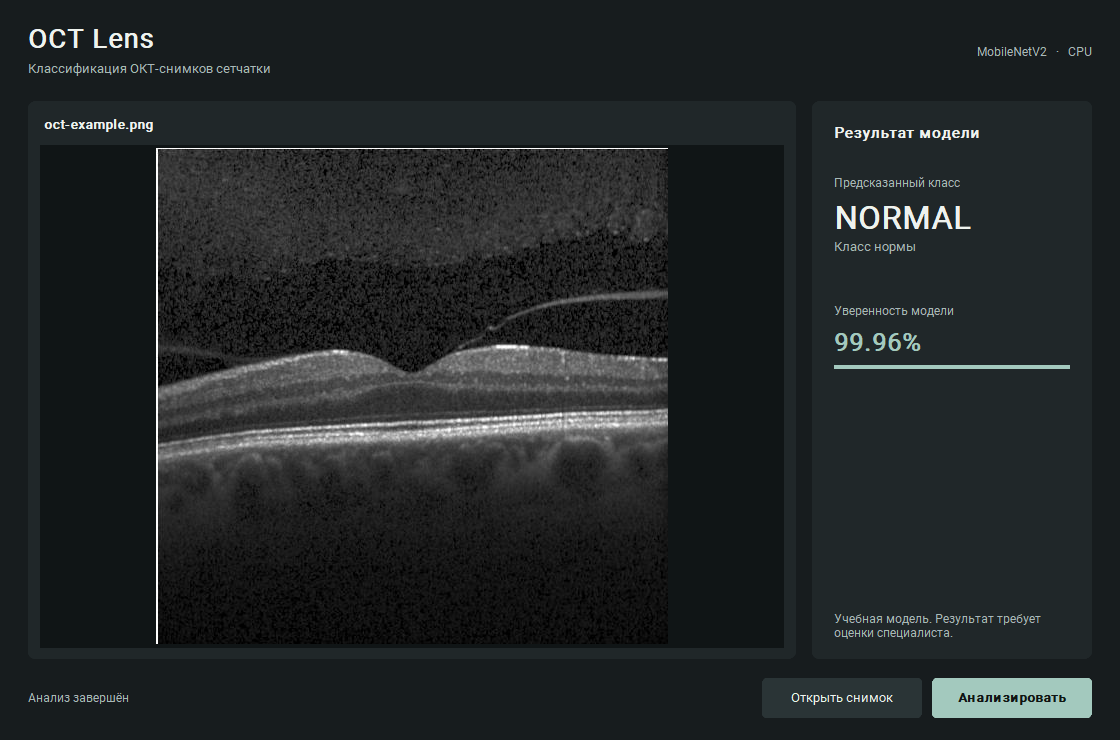 OCT Lens
Классификация ОКТ-снимков сетчатки
MobileNetV2 · CPU
oct-example.png
Результат модели
Предсказанный класс
NORMAL
Класс нормы
Уверенность модели
99.96%
Учебная модель. Результат требует
оценки специалиста.
Анализ завершён
Открыть снимок
Анализировать